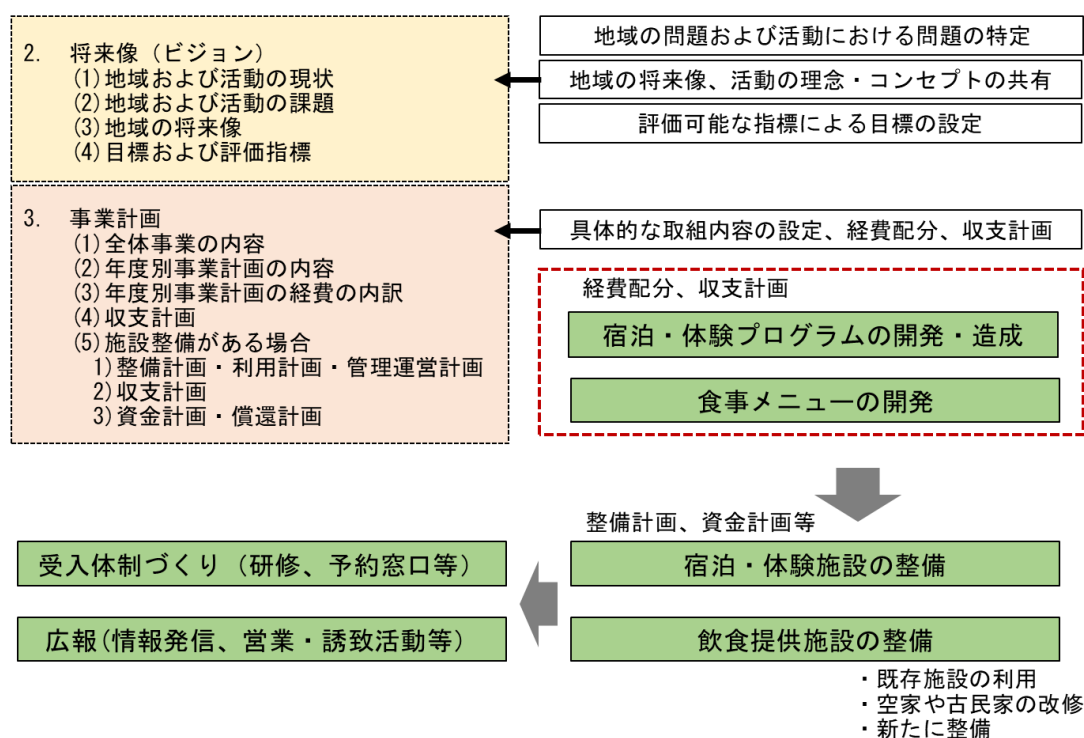 2. 将来像（ビジョン）
(1)地域および活動の現状
(2)地域および活動の課題
(3)地域の将来像
(4)目標および評価指標
地域の問題および活動における問題の特定
地域の将来像、活動の理念・コンセプトの共有
評価可能な指標による目標の設定
3. 事業計画
(1)全体事業の内容
(2)年度別事業計画の内容
(3)年度別事業計画の経費の内訳
(4)収支計画
(5)施設整備がある場合
1)整備計画・利用計画・管理運営計画
2)収支計画
3)資金計画・償還計画
具体的な取組内容の設定、経費配分、収支計画
経費配分、収支計画
宿泊・体験プログラムの開発・造成
食事メニューの開発
整備計画、資金計画等
宿泊・体験施設の整備
飲食提供施設の整備
・既存施設の利用
・空家や古民家の改修
・新たに整備
受入体制づくり（研修、予約窓口等）
広報(情報発信、営業・誘致活動等)